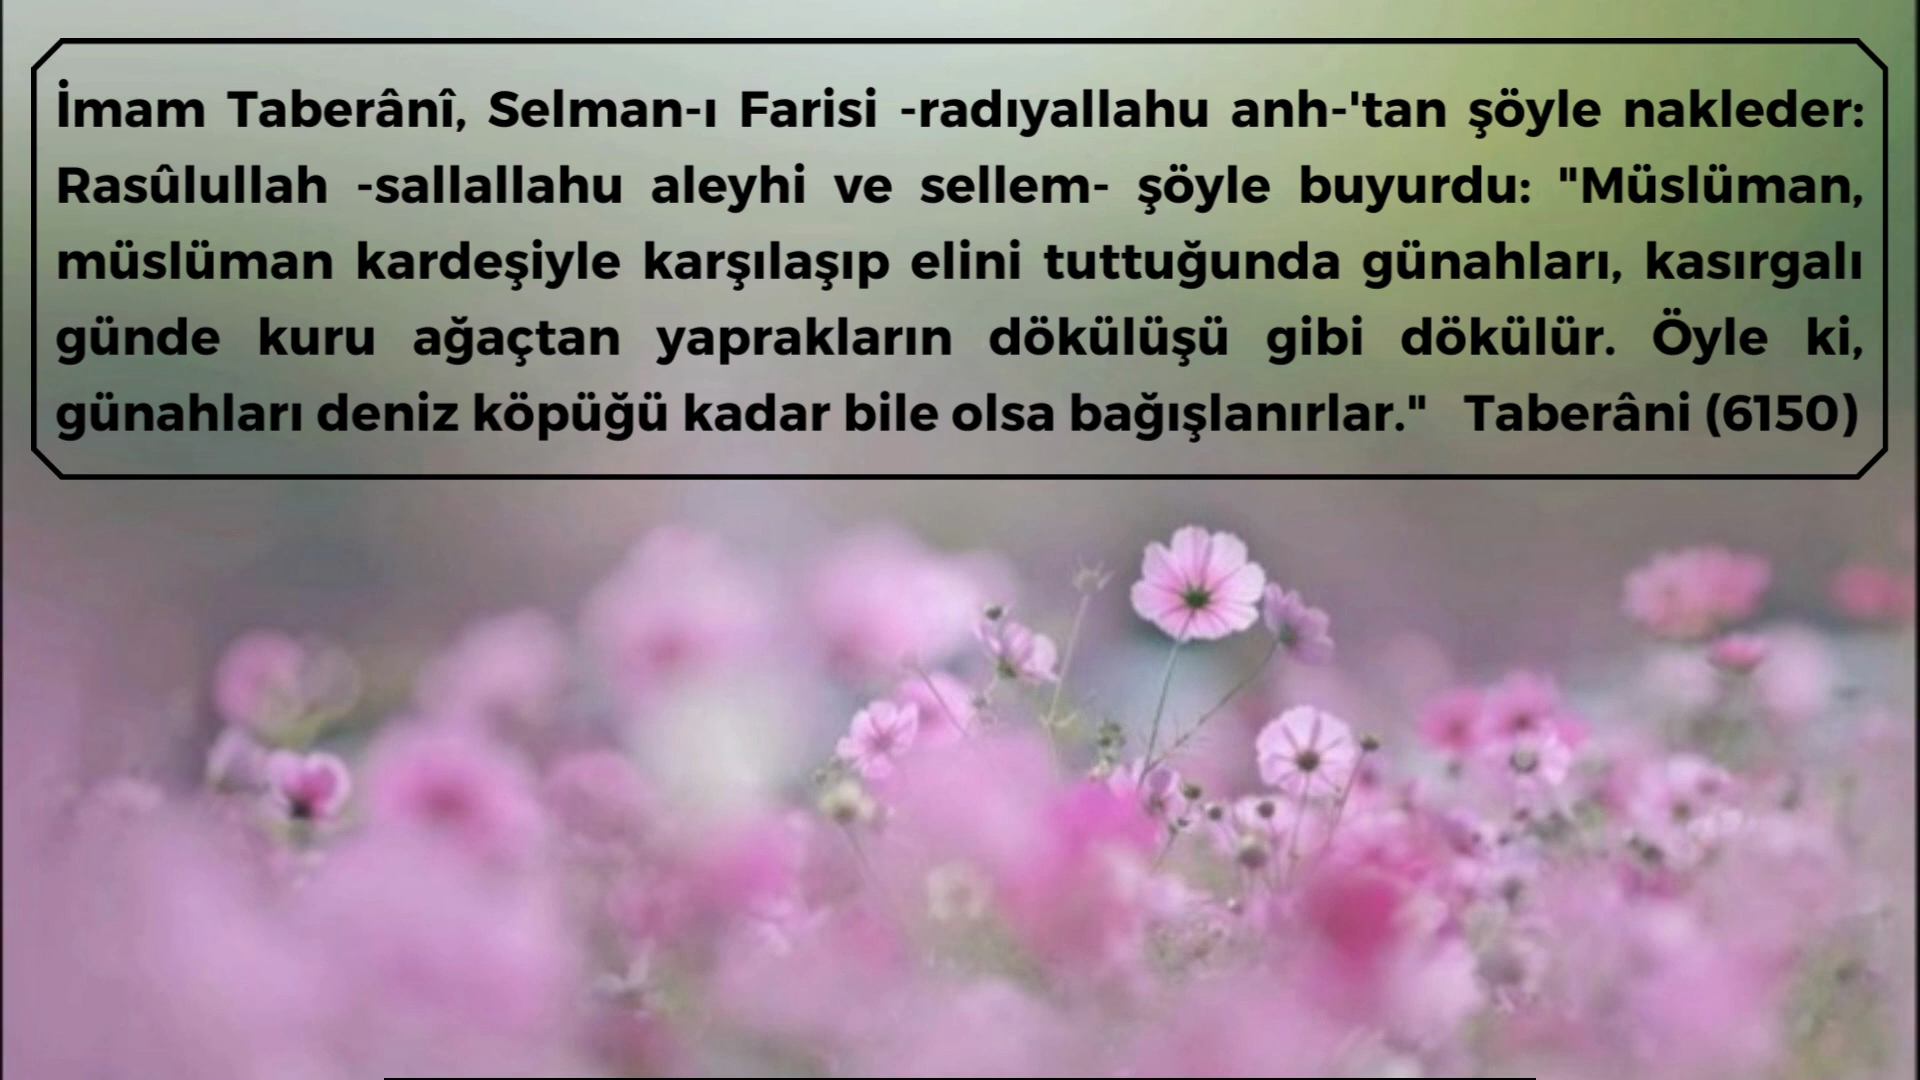 İmam Taberânî, Selman-ı Farisi -radıyallahu anh-'tan şöyle nakleder:
Rasûlullah -sallallahu aleyhi ve sellem- şöyle buyurdu: "Müslüman,
müslüman kardeşiyle karşılaşıp elini tuttuğunda günahları, kasırgalı
günde kuru ağaçtan yaprakların dökülüşü gibi dökülür. Öyle ki,
günahları deniz köpüğü kadar bile olsa bağışlanırlar." Taberâni (6150)